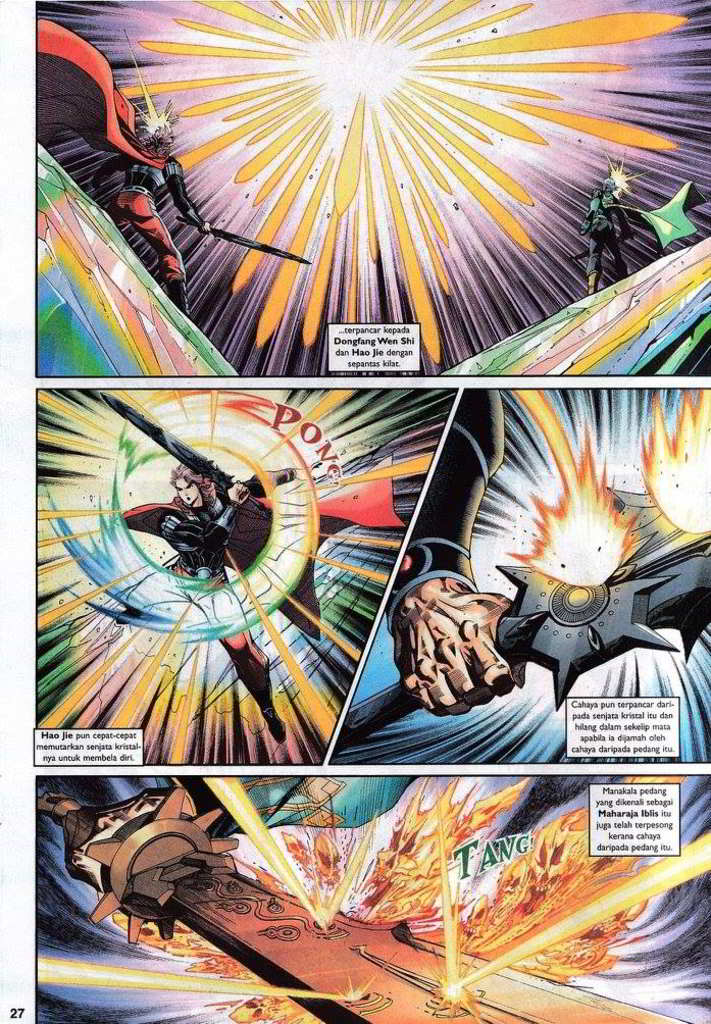 ...terpancar kepada
Dongfang Wen Shi
dan Hao Jie dengan
sepantas kilat.
PONG!
Hao Jie pun cepat-cepat
memutarkan senjata kristal-
nya untuk membela diri.
Cahaya pun terpancar dari-
pada senjata kristal itu dan
hilang dalam sekelip mata
apabila ia dijamah oleh
cahaya daripada pedang itu.
Manakala pedang
yang dikenali sebagai
Maharaja Iblis itu
juga telah terpesong
kerana cahaya
daripada pedang itu.
TANG!
27